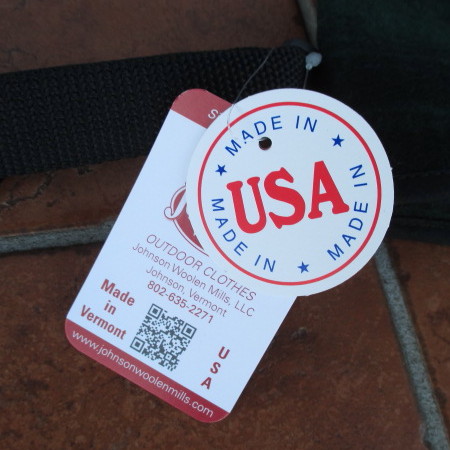 MADE IN
USA
MADE IN
MADE IN
OUTDOOR CLOTHES
Johnson Woolen Mills, LLC
Johnson, Vermont
802-635-2271
Made
in
Vermont
U
S
A
www.johnsonwoolenmills.com